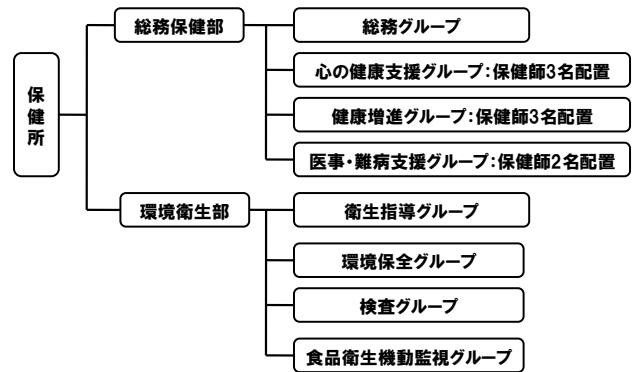 保健所
総務保健部
総務グループ
心の健康支援グループ：保健師3名配置
健康増進グループ：保健師3名配置
医事・難病支援グループ：保健師2名配置
環境衛生部
衛生指導グループ
環境保全グループ
検査グループ
食品衛生機動監視グループ